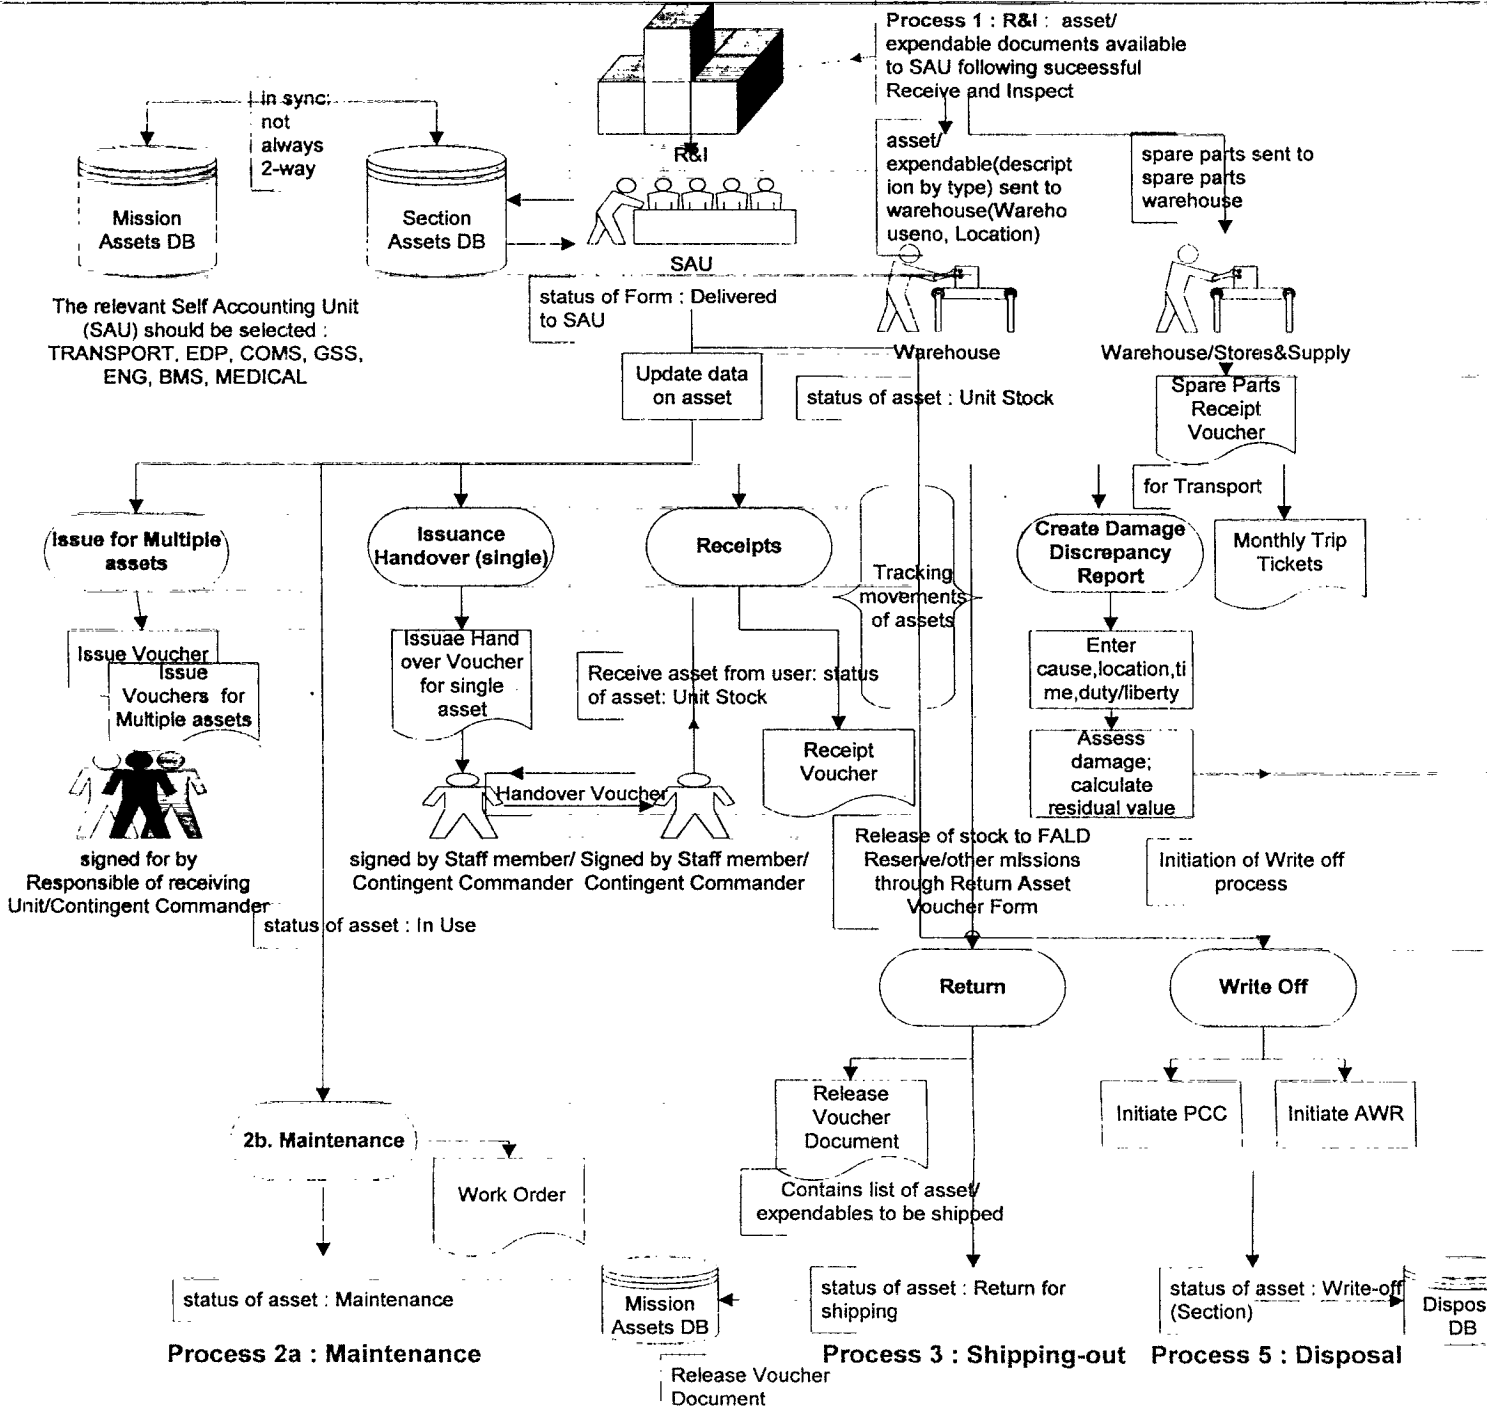 Process 1 : R&I : asset/
expendable documents available
to SAU following suceessful
Receive and Inspect
in sync:
not
always
2-way
R&I
asset/
expendable(descript
ion by type) sent to
warehouse(Wareho
useno, Location)
spare parts sent to
spare parts
warehouse
Mission
Assets DB
Section
Assets DB
SAU
The relevant Self Accounting Unit
(SAU) should be selected :
TRANSPORT, EDP, COMS, GSS,
ENG, BMS, MEDICAL
status of Form : Delivered
to SAU
Warehouse
Warehouse/Stores&Supply
Update data
on asset
status of asset : Unit Stock
Spare Parts
Receipt
Voucher
for Transport
Issue for Multiple
assets
Issuance
Handover (single)
Receipts
Tracking
movements
of assets
Create Damage
Discrepancy
Report
Monthly Trip
Tickets
Issue Voucher
Issue
Vouchers for
Multiple assets
Issuae Hand
over Voucher
for single
asset
Receive asset from user: status
of asset: Unit Stock
Enter
cause,location,ti
me,duty/liberty
Receipt
Voucher
Assess
damage;
calculate
residual value
Handover Voucher
signed for by
Responsible of receiving
Unit/Contingent Commander
signed by Staff member/
Contingent Commander
Signed by Staff member/
Contingent Commander
Release of stock to FALD
Reserve/other missions
through Return Asset
Voucher Form
Initiation of Write off
process
status of asset : In Use
Return
Write Off
2b. Maintenance
Work Order
Release
Voucher
Document
Initiate PCC
Initiate AWR
Contains list of asset/
expendables to be shipped
status of asset : Maintenance
Mission
Assets DB
status of asset : Return for
shipping
status of asset : Write-off
(Section)
Dispos
DB
Process 2a : Maintenance
Process 3 : Shipping-out
Process 5 : Disposal
Release Voucher
Document